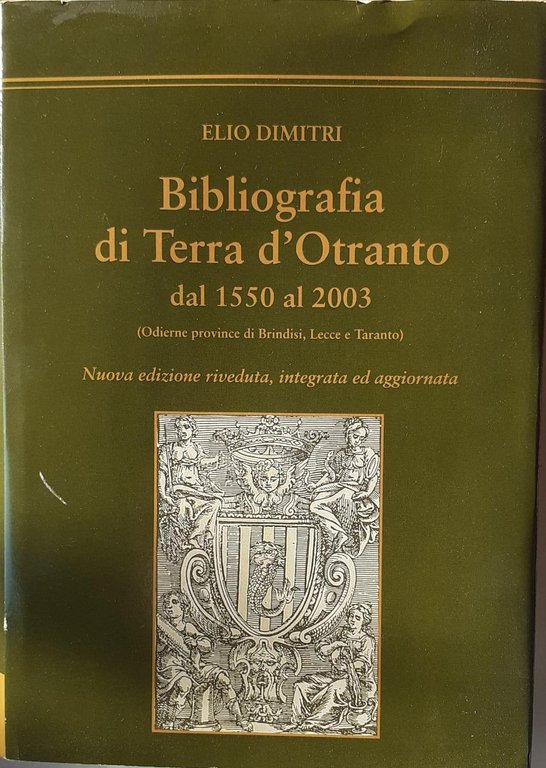 ELIO DIMITRI
Bibliografia
di Terra d'Otranto
dal 1550 al 2003
(Odierne province di Brindisi, Lecce e Taranto)
Nuova edizione riveduta, integrata ed aggiornata